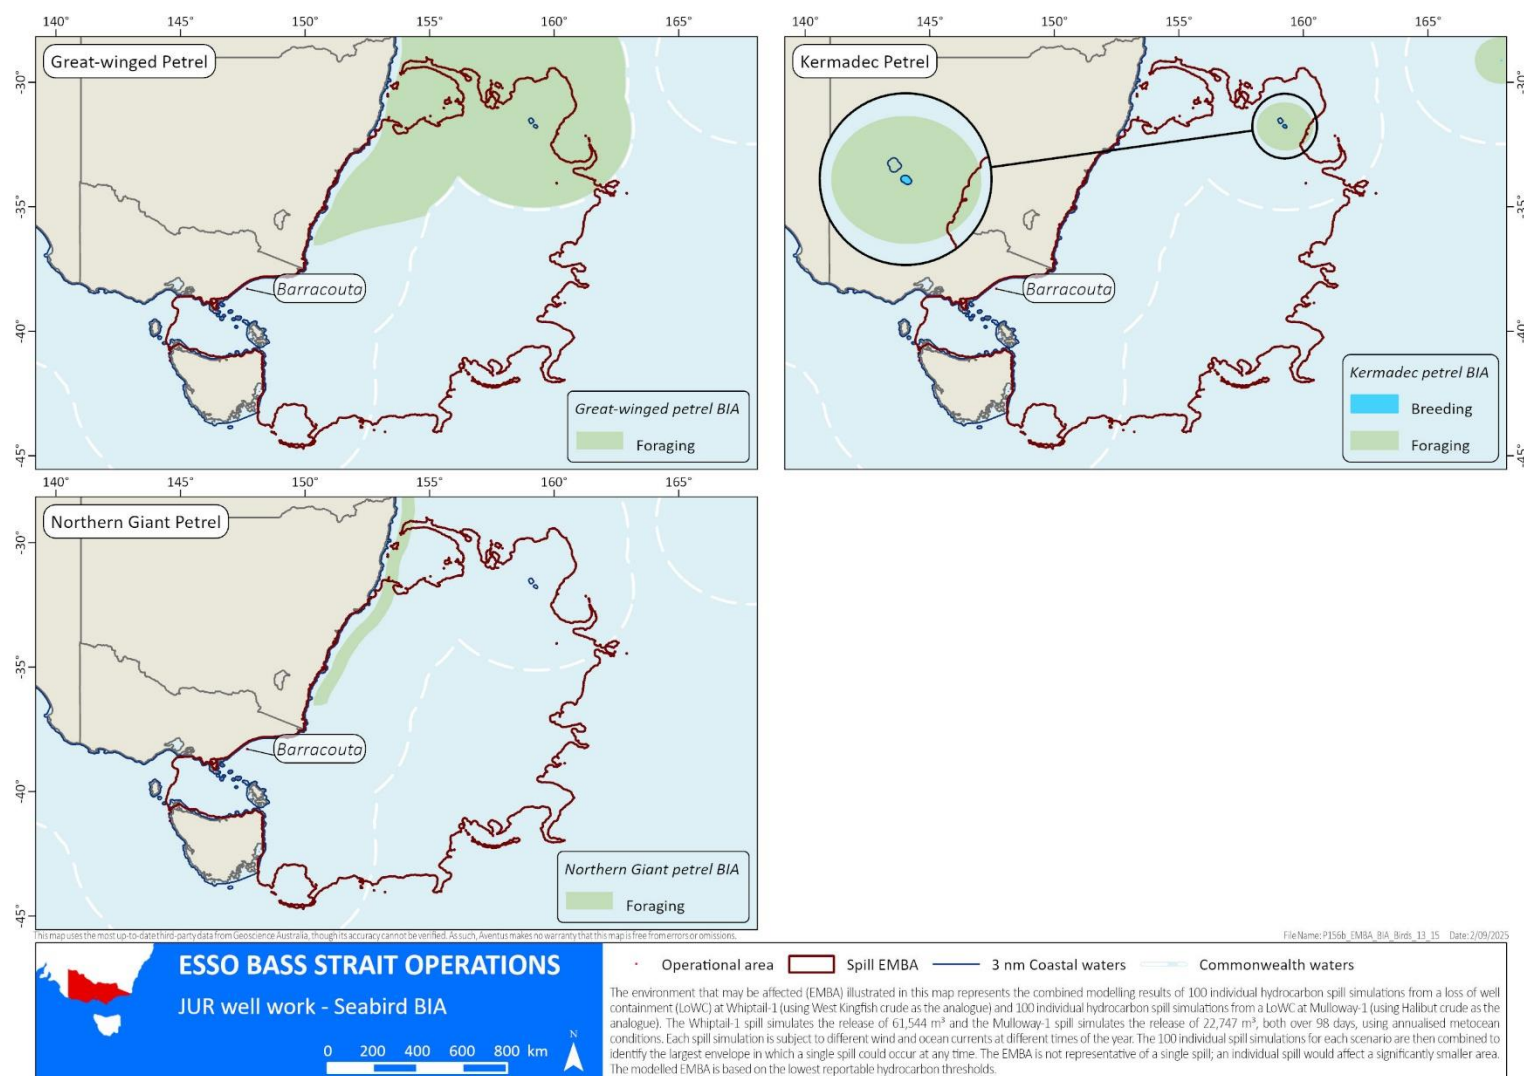 140° 145° 150° 155° 160° 165°
140° 145° 150° 155° 160° 165°
Great-winged Petrel
Kermadec Petrel
-30° -30°
-35° -35°
-40° -40°
-45° -45°
Barracouta
Barracouta
Great-winged petrel BIA
Foraging
Kermadec petrel BIA
Breeding
Foraging
140° 145° 150° 155° 160° 165°
Northern Giant Petrel
-30°
-35°
-40°
-45°
Barracouta
Northern Giant petrel BIA
Foraging
This map uses the most up-to-date third-party data from Geoscience Australia, though its accuracy cannot be verified. As such, Aventus makes no warranty that this map is free from errors or omissions.
File Name: P156b_EMBA_BIA_Birds_13_15 Date: 2/09/2025
ESSO BASS STRAIT OPERATIONS
JUR well work - Seabird BIA
N
0 200 400 600 800 km
Operational area Spill EMBA 3 nm Coastal waters Commonwealth waters
The environment that may be affected (EMBA) illustrated in this map represents the combined modelling results of 100 individual hydrocarbon spill simulations from a loss of well
containment (LoWC) at Whiptail-1 (using West Kingfish crude as the analogue) and 100 individual hydrocarbon spill simulations from a LoWC at Mulloway-1 (using Halibut crude as the
analogue). The Whiptail-1 spill simulates the release of 61,544 m³ and the Mulloway-1 spill simulates the release of 22,747 m³, both over 98 days, using annualised metocean
conditions. Each spill simulation is subject to different wind and ocean currents at different times of the year. The 100 individual spill simulations for each scenario are then combined to
identify the largest envelope in which a single spill could occur at any time. The EMBA is not representative of a single spill; an individual spill would affect a significantly smaller area.
The modelled EMBA is based on the lowest reportable hydrocarbon thresholds.